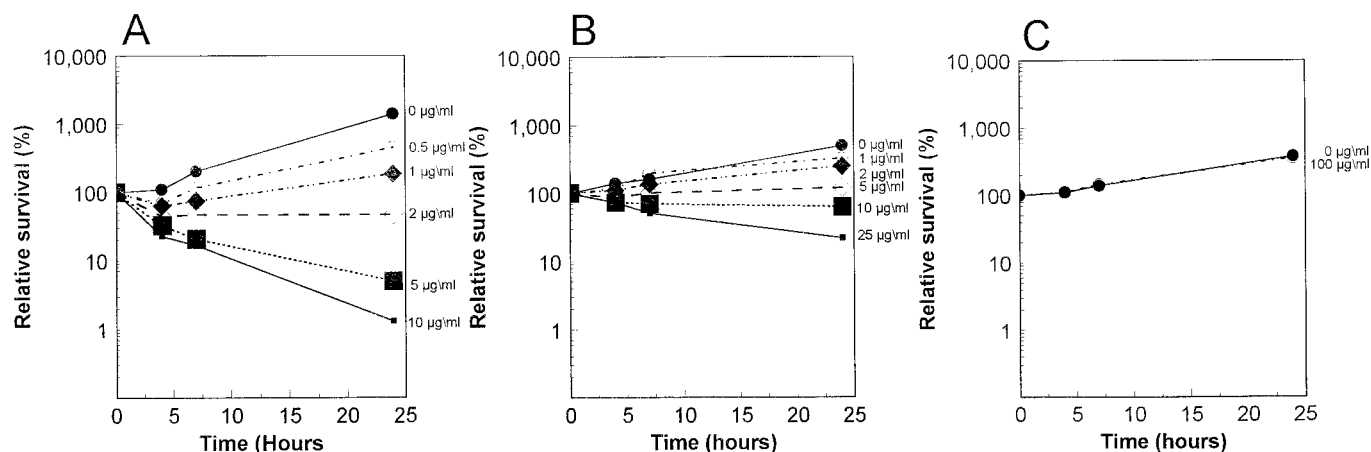 A
10,000
1,000
100
10
1
Relative survival (%)
0 µg\ml
0.5 µg\ml
1 µg\ml
2 µg\ml
5 µg\ml
10 µg\ml
0 5 10 15 20 25
Time (Hours
B
10,000
1,000
100
10
1
Relative survival (%)
0 µg\ml
1 µg\ml
2 µg\ml
5 µg\ml
10 µg\ml
25 µg\ml
0 5 10 15 20 25
Time (hours)
C
10,000
1,000
100
10
1
Relative survival (%)
0 µg\ml
100 µg\ml
0 5 10 15 20 25
Time (hours)